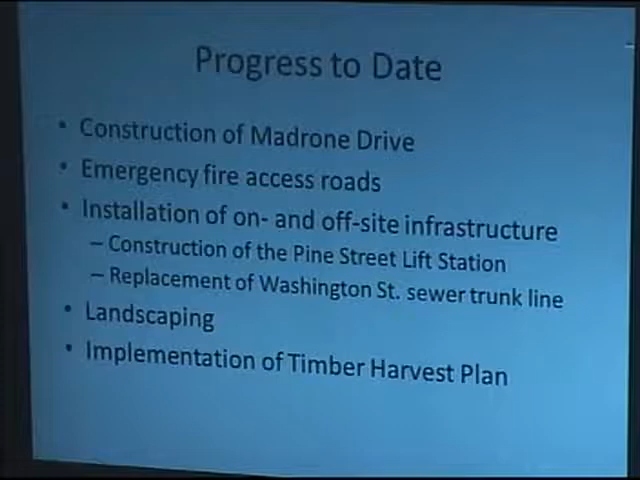 Progress to Date
• Construction of Madrone Drive
• Emergency fire access roads
• Installation of on- and off-site infrastructure
– Construction of the Pine Street Lift Station
– Replacement of Washington St. sewer trunk line
• Landscaping
• Implementation of Timber Harvest Plan